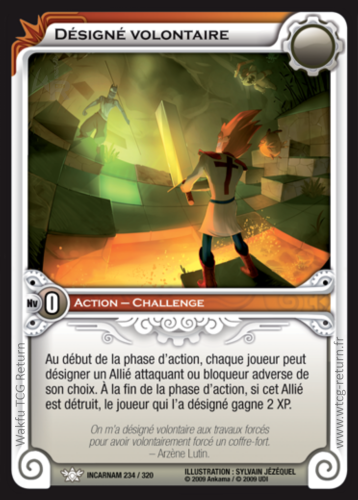 DÉSIGNÉ VOLONTAIRE
Nv 0 ACTION – CHALLENGE
Au début de la phase d'action, chaque joueur peut
désigner un Allié attaquant ou bloqueur adverse de
son choix. À la fin de la phase d'action, si cet Allié
est détruit, le joueur qui l'a désigné gagne 2 XP.
On m'a désigné volontaire aux travaux forcés
pour avoir volontairement forcé un coffre-fort.
– Arzène Lutin.
INCARNAM 234 / 320
ILLUSTRATION : SYLVAIN JÉZÉQUEL
© 2009 Ankama / © 2009 UDI
Wakfu TCG Return
www.wtcg-return.fr